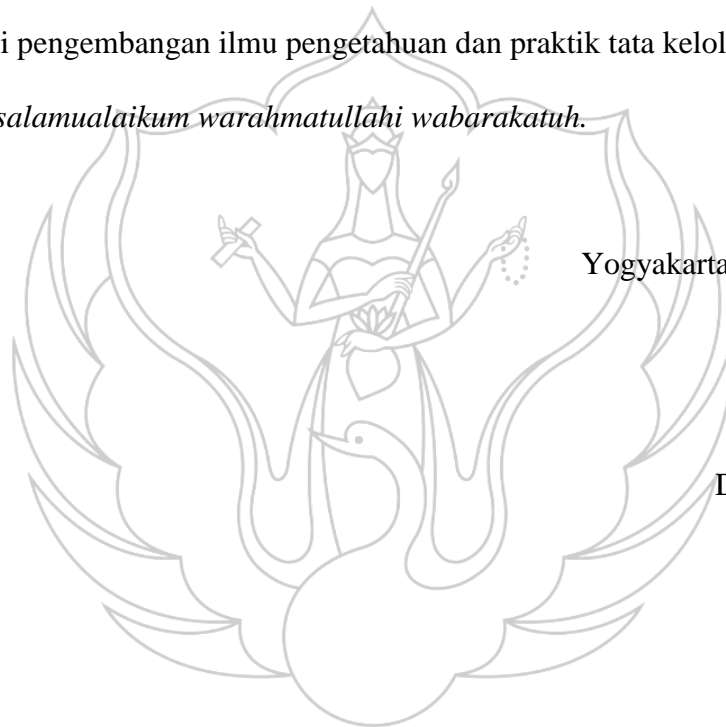 i pengembangan ilmu pengetahuan dan praktik tata kelol
salamualaikum warahmatullahi wabarakatuh.
Yogyakarta
D